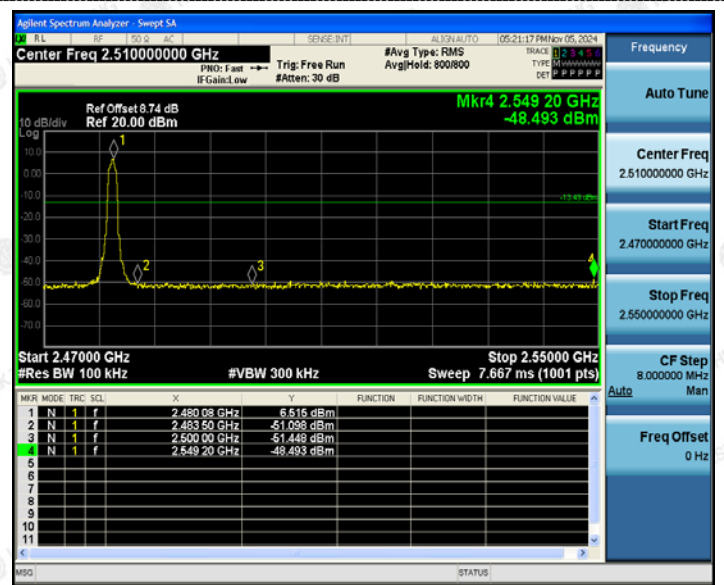 Agilent Spectrum Analyzer - Swept SA
RL RF 50 Ω AC SENSE:INT ALIGN AUTO 05:21:17 PM Nov 05, 2024
Center Freq 2.510000000 GHz
PNO: Fast Trig: Free Run
IFGain:Low #Atten: 30 dB
#Avg Type: RMS
Avg|Hold: 800/800
TRACE 1 2 3 4 5 6
TYPE M
DET P P P P P P
Frequency
Auto Tune
Center Freq
2.510000000 GHz
Start Freq
2.470000000 GHz
Stop Freq
2.550000000 GHz
CF Step
8.000000 MHz
Auto Man
Freq Offset
0 Hz
Mkr4 2.549 20 GHz
-48.493 dBm
Ref Offset 8.74 dB
10 dB/div Ref 20.00 dBm
Log
10.0
0.00
-10.0
-20.0
-30.0
-40.0
-50.0
-60.0
-70.0
1
2
3
4
Start 2.47000 GHz Stop 2.55000 GHz
#Res BW 100 kHz #VBW 300 kHz Sweep 7.667 ms (1001 pts)
MKR MODE TRC SCL X Y FUNCTION FUNCTION WIDTH FUNCTION VALUE
1 N 1 f 2.480 08 GHz 6.515 dBm
2 N 1 f 2.483 50 GHz -51.098 dBm
3 N 1 f 2.500 00 GHz -51.448 dBm
4 N 1 f 2.549 20 GHz -48.493 dBm
5
6
7
8
9
10
11
MSG STATUS